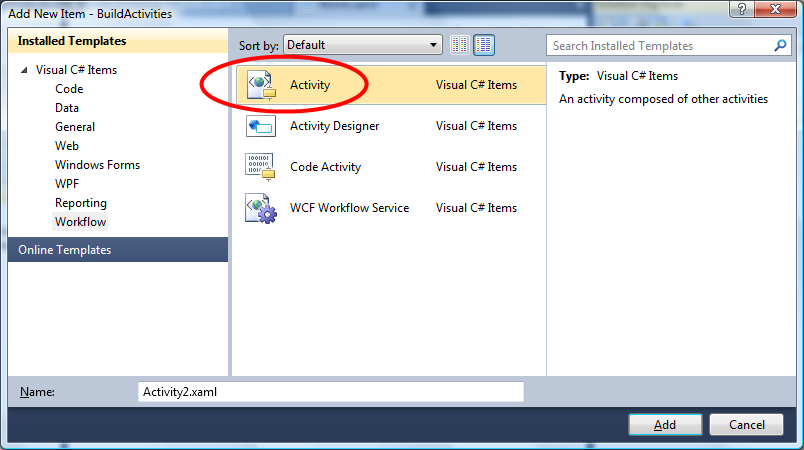 Add New Item - BuildActivities
Installed Templates
Visual C# Items
Code
Data
General
Web
Windows Forms
WPF
Reporting
Workflow
Online Templates
Sort by: Default
Search Installed Templates
Activity Visual C# Items
Activity Designer Visual C# Items
Code Activity Visual C# Items
WCF Workflow Service Visual C# Items
Type: Visual C# Items
An activity composed of other activities
Name: Activity2.xaml
Add Cancel